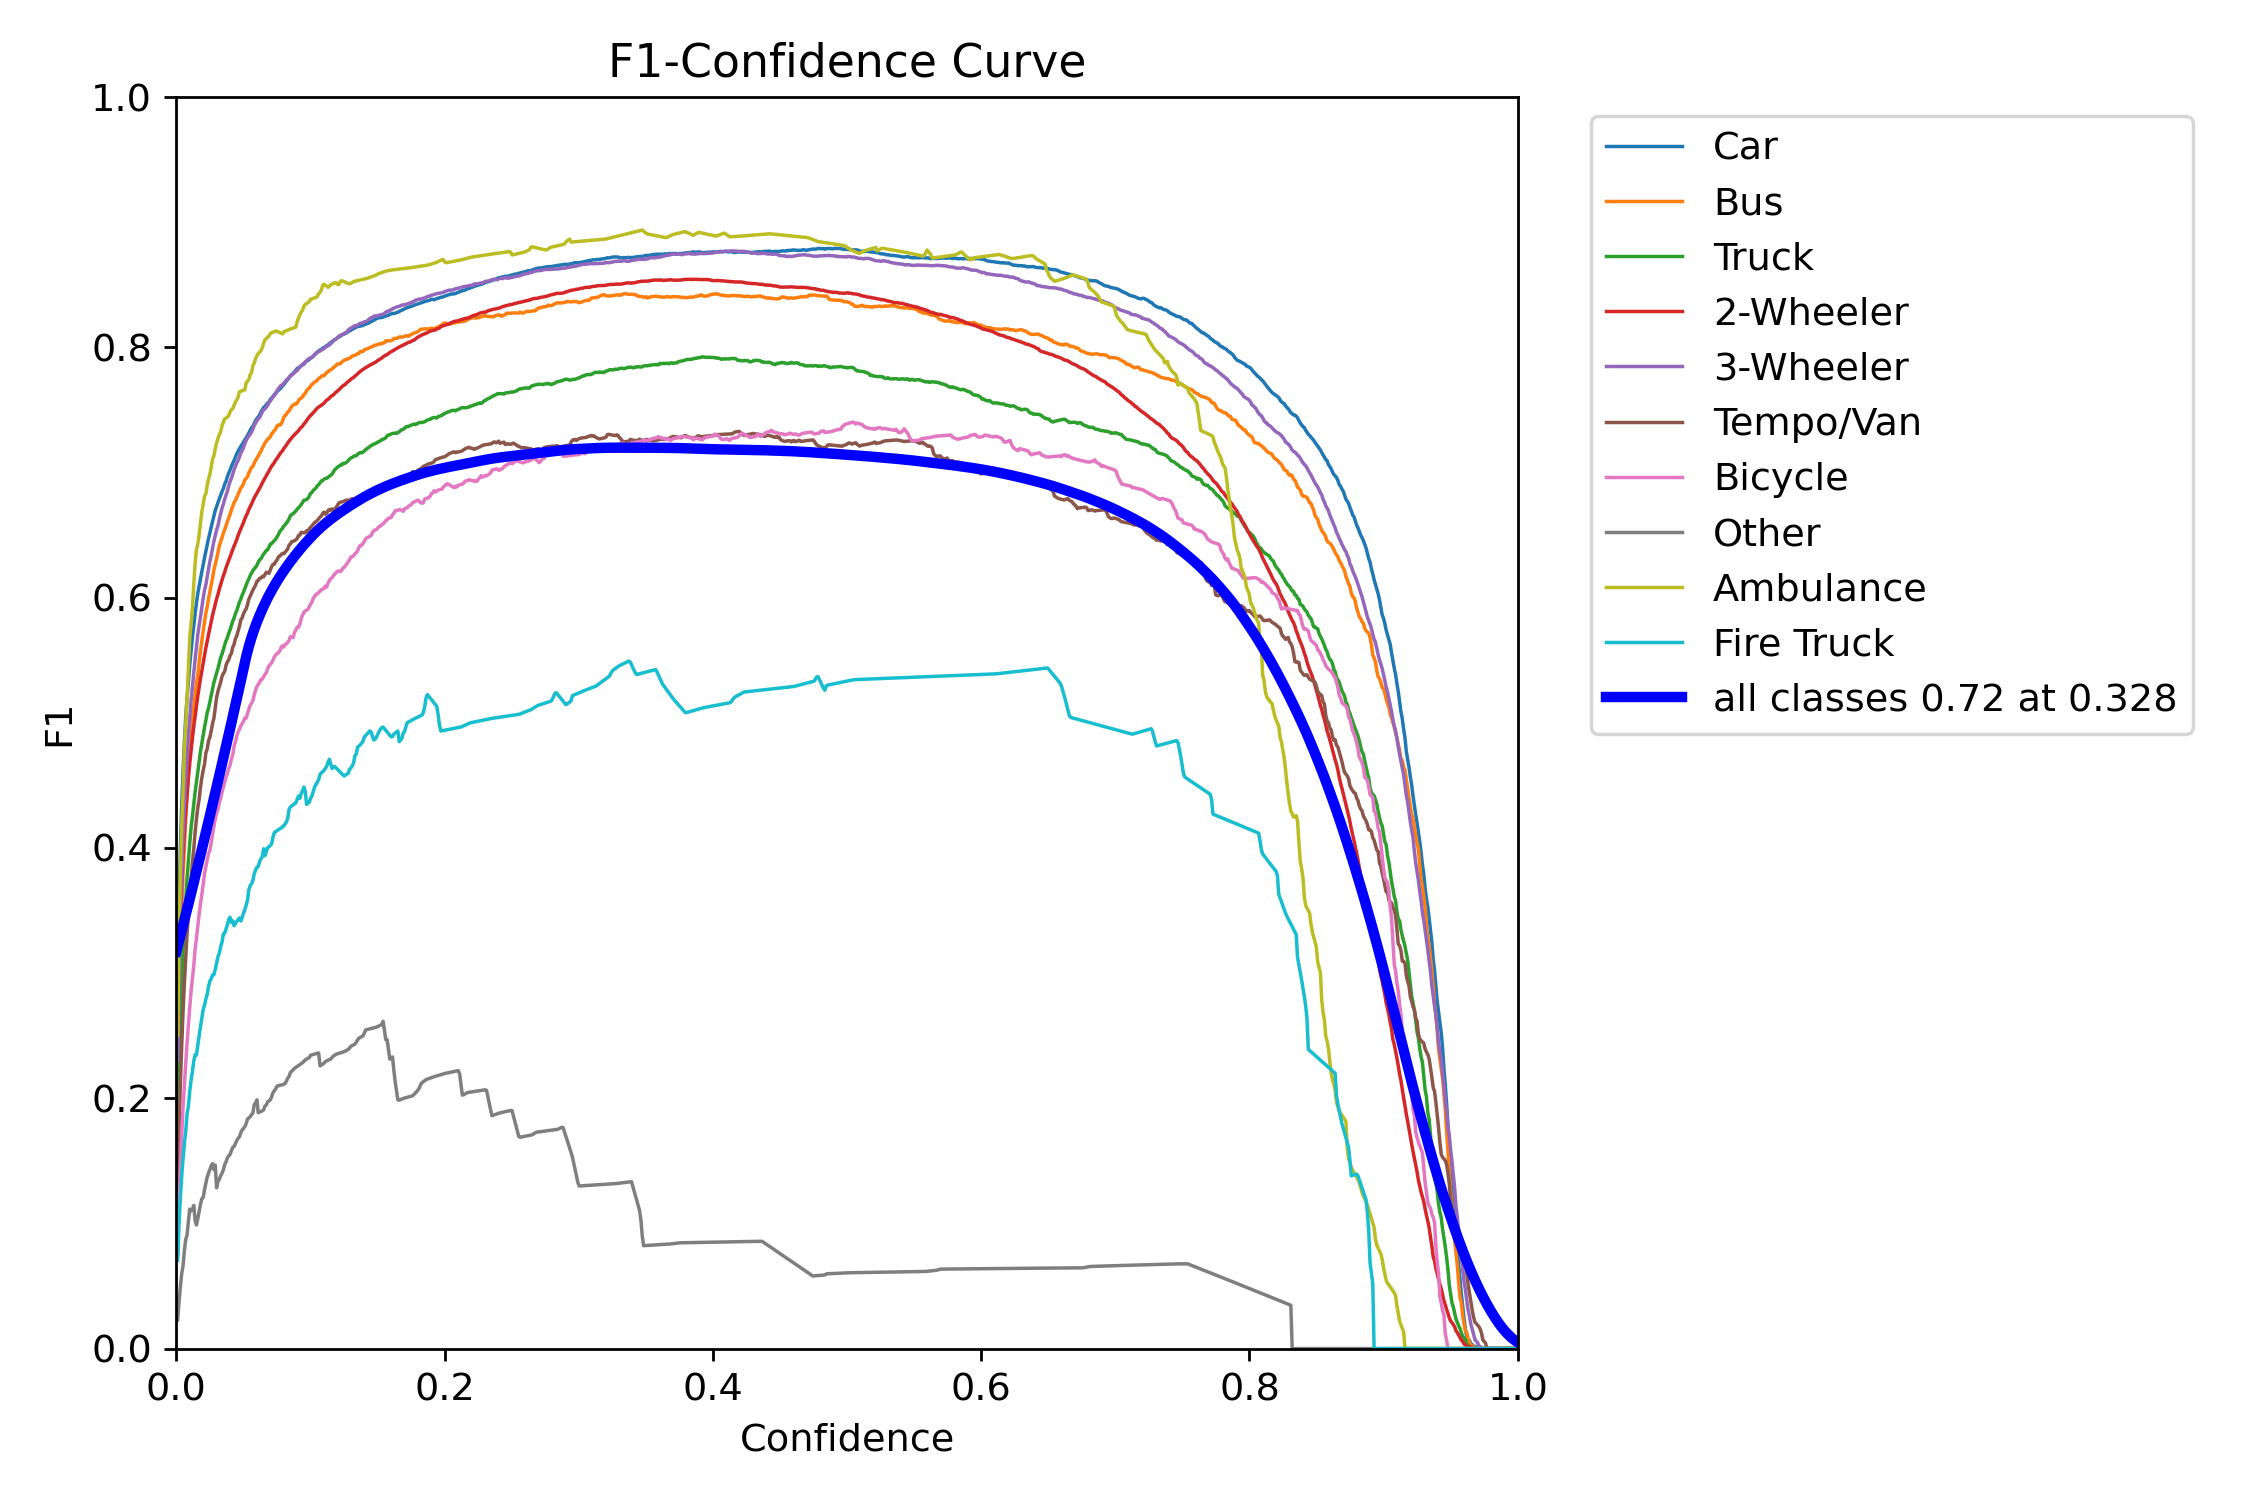 F1-Confidence Curve
1.0
0.8
0.6
0.4
0.2
0.0
F1
0.0 0.2 0.4 0.6 0.8 1.0
Confidence
Car
Bus
Truck
2-Wheeler
3-Wheeler
Tempo/Van
Bicycle
Other
Ambulance
Fire Truck
all classes 0.72 at 0.328